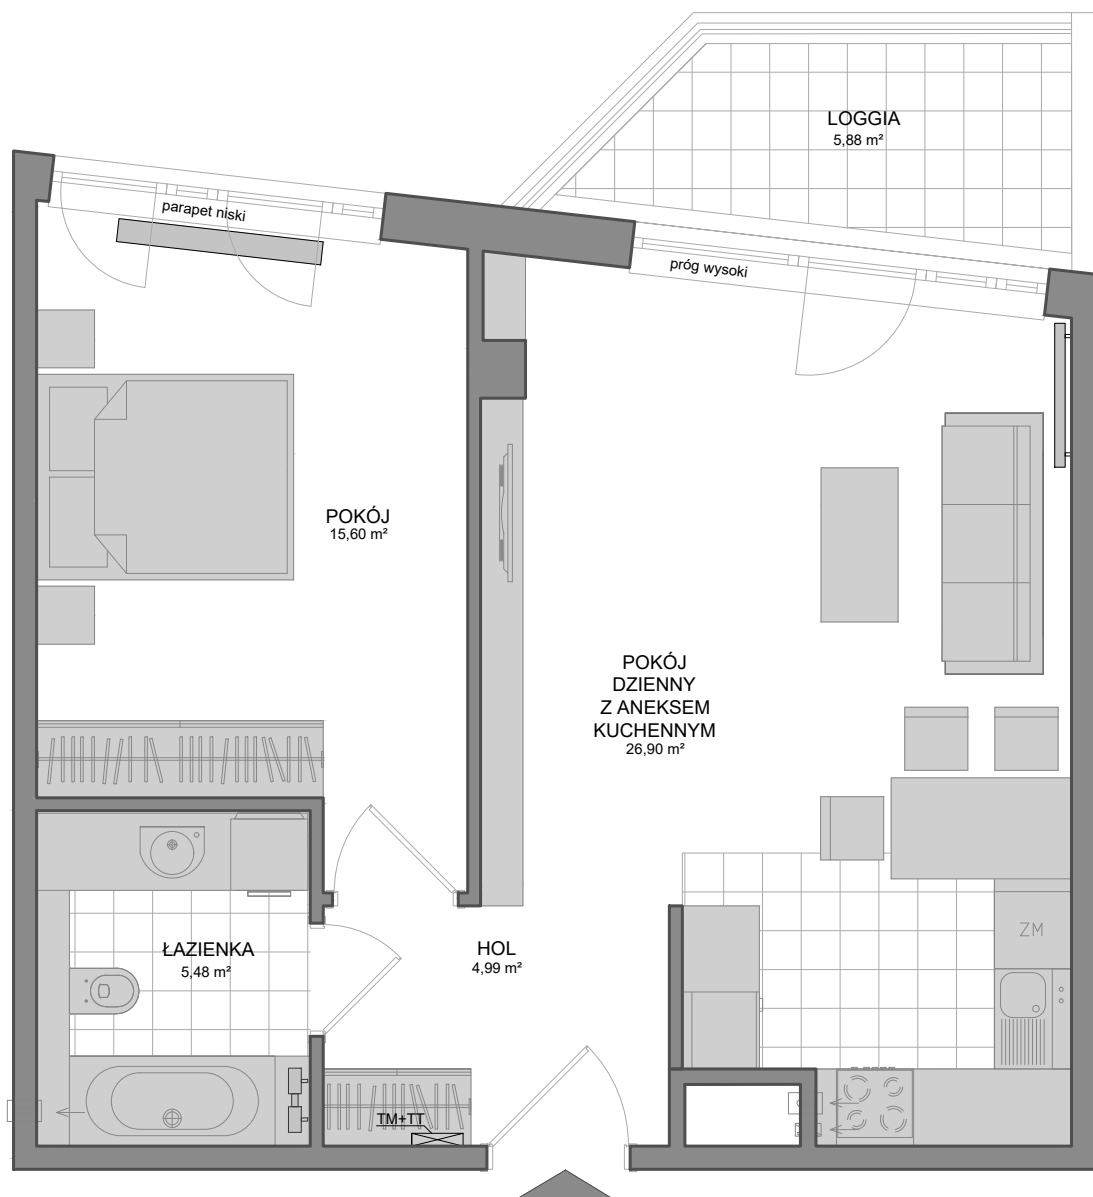 LOGGIA
5,88 m²
parapet niski
próg wysoki
POKÓJ
15,60 m²
POKÓJ
DZIENNY
Z ANEKSEM
KUCHENNYM
26,90 m²
ŁAZIENKA
5,48 m²
HOL
4,99 m²
ZM
TM+TT